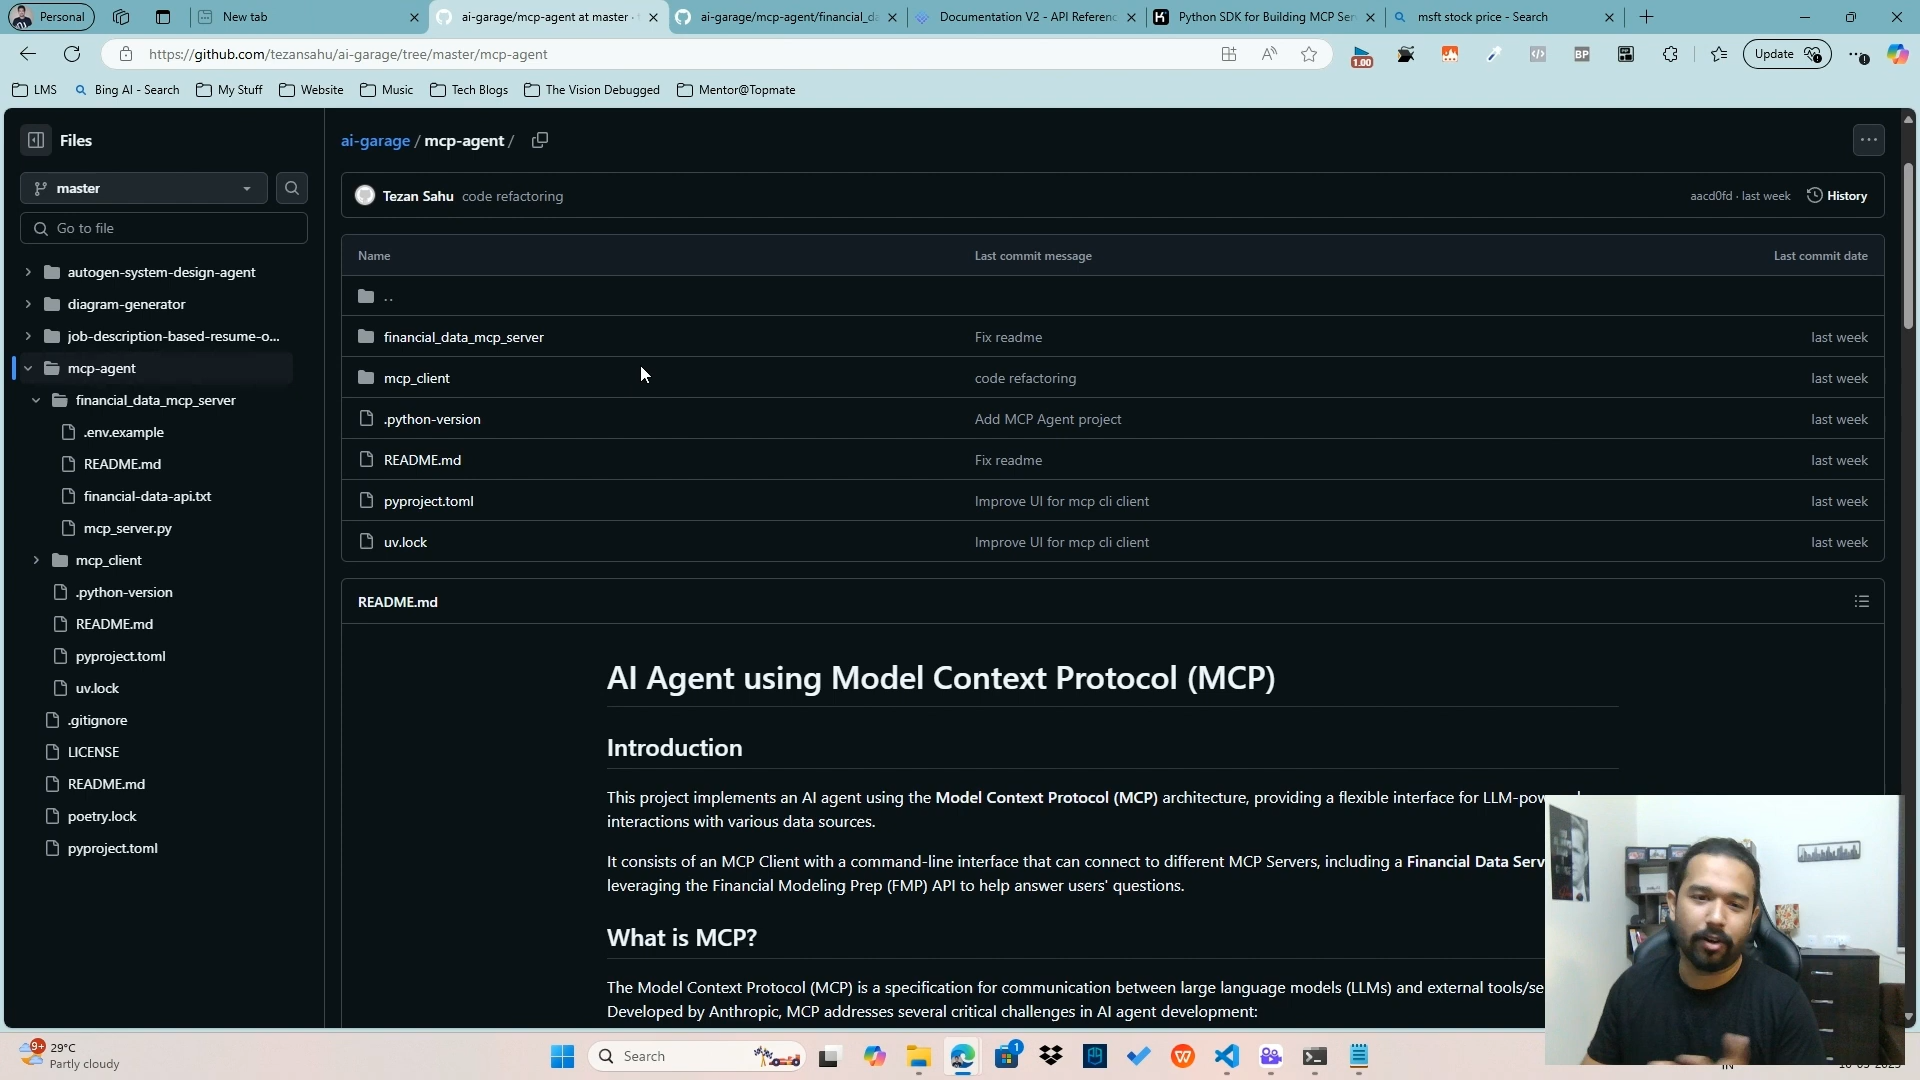 Personal
New tab
ai-garage/mcp-agent at master ·
ai-garage/mcp-agent/financial_da
Documentation V2 - API Referenc
Python SDK for Building MCP Ser
msft stock price - Search
https://github.com/tezansahu/ai-garage/tree/master/mcp-agent
1.00
BP
Update
LMS
Bing AI - Search
My Stuff
Website
Music
Tech Blogs
The Vision Debugged
Mentor@Topmate
Files
master
Go to file
autogen-system-design-agent
diagram-generator
job-description-based-resume-o...
mcp-agent
financial_data_mcp_server
.env.example
README.md
financial-data-api.txt
mcp_server.py
mcp_client
.python-version
README.md
pyproject.toml
uv.lock
.gitignore
LICENSE
README.md
poetry.lock
pyproject.toml
ai-garage / mcp-agent /
Tezan Sahu code refactoring
aacd0fd · last week
History
Name Last commit message Last commit date
..
financial_data_mcp_server Fix readme last week
mcp_client code refactoring last week
.python-version Add MCP Agent project last week
README.md Fix readme last week
pyproject.toml Improve UI for mcp cli client last week
uv.lock Improve UI for mcp cli client last week
README.md
AI Agent using Model Context Protocol (MCP)
Introduction
This project implements an AI agent using the Model Context Protocol (MCP) architecture, providing a flexible interface for
interactions with various data sources.
It consists of an MCP Client with a command-line interface that can connect to different MCP Servers, including a Financial Data Serv
leveraging the Financial Modeling Prep (FMP) API to help answer users' questions.
What is MCP?
The Model Context Protocol (MCP) is a specification for communication between large language models (LLMs) and external tools/se
Developed by Anthropic, MCP addresses several critical challenges in AI agent development:
9+
29°C
Partly cloudy
Search
1